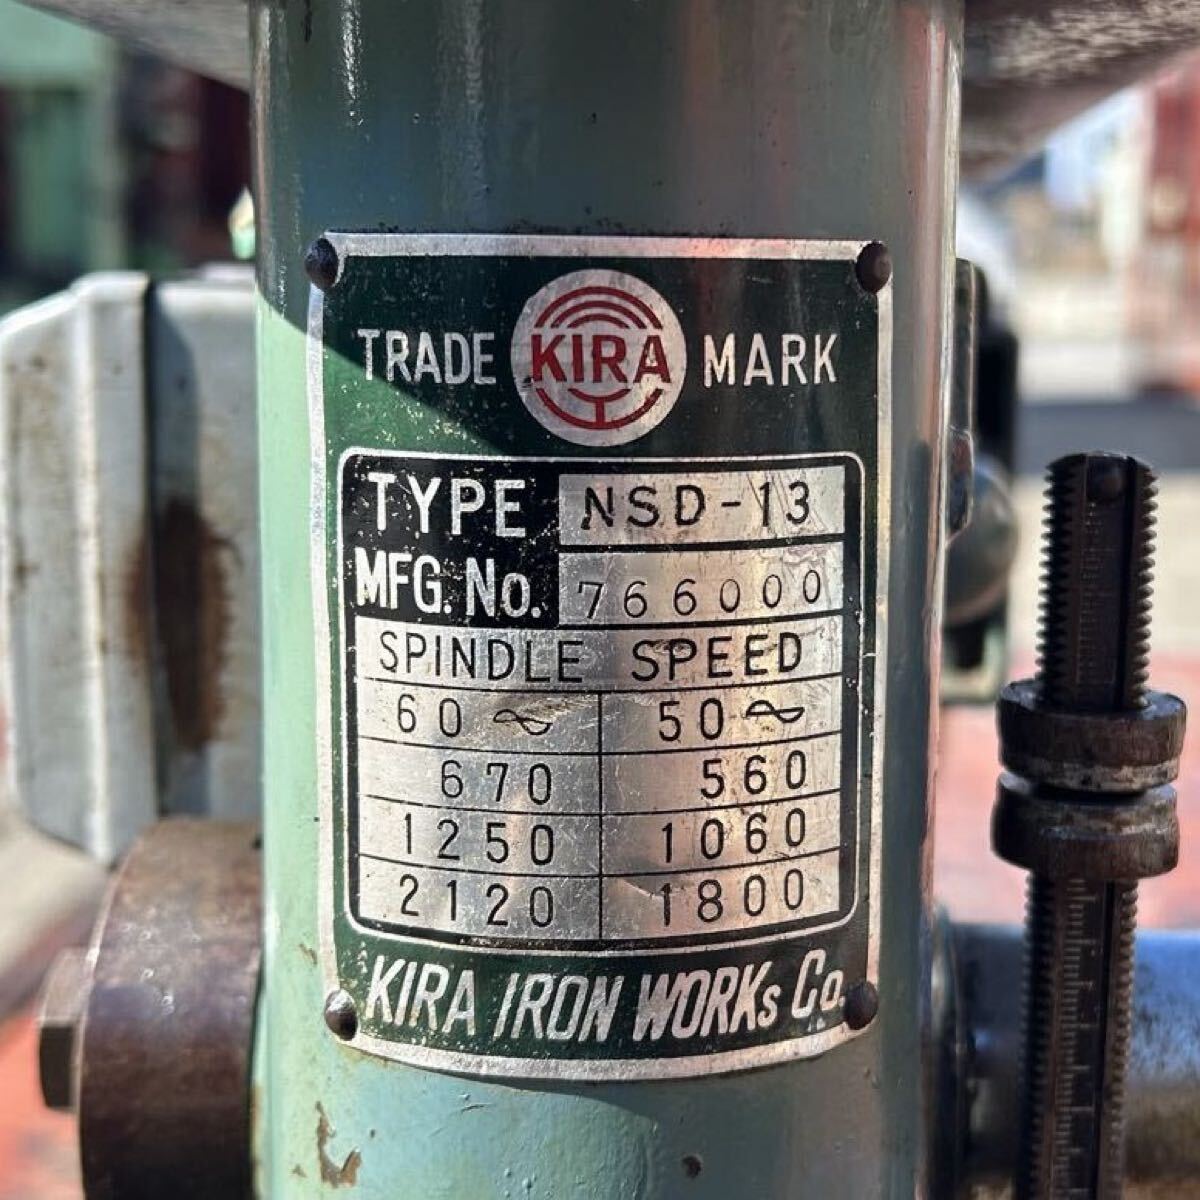 TRADE KIRA MARK
TYPE NSD-13
MFG. No. 766000
SPINDLE SPEED
60 ~ 50 ~
670 560
1250 1060
2120 1800
KIRA IRON WORKS Co.